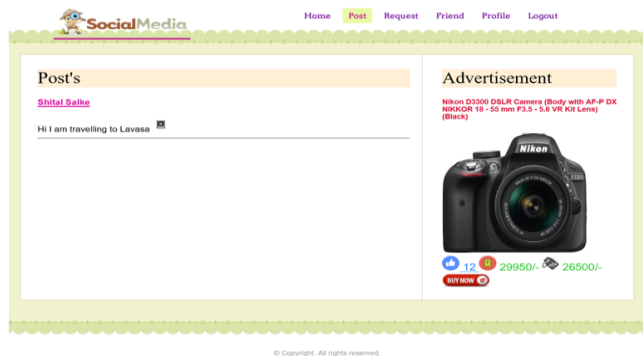 SocialMedia
Home Post Request Friend Profile Logout
Post's
Shital Salke
Hi I am travelling to Lavasa
Advertisement
Nikon D3300 DSLR Camera (Body with AF-P DX
NIKKOR 18 - 55 mm F3.5 - 5.6 VR Kit Lens)
(Black)
Nikon
D3300
12 29950/- 26500/-
BUY NOW
© Copyright. All rights reserved.